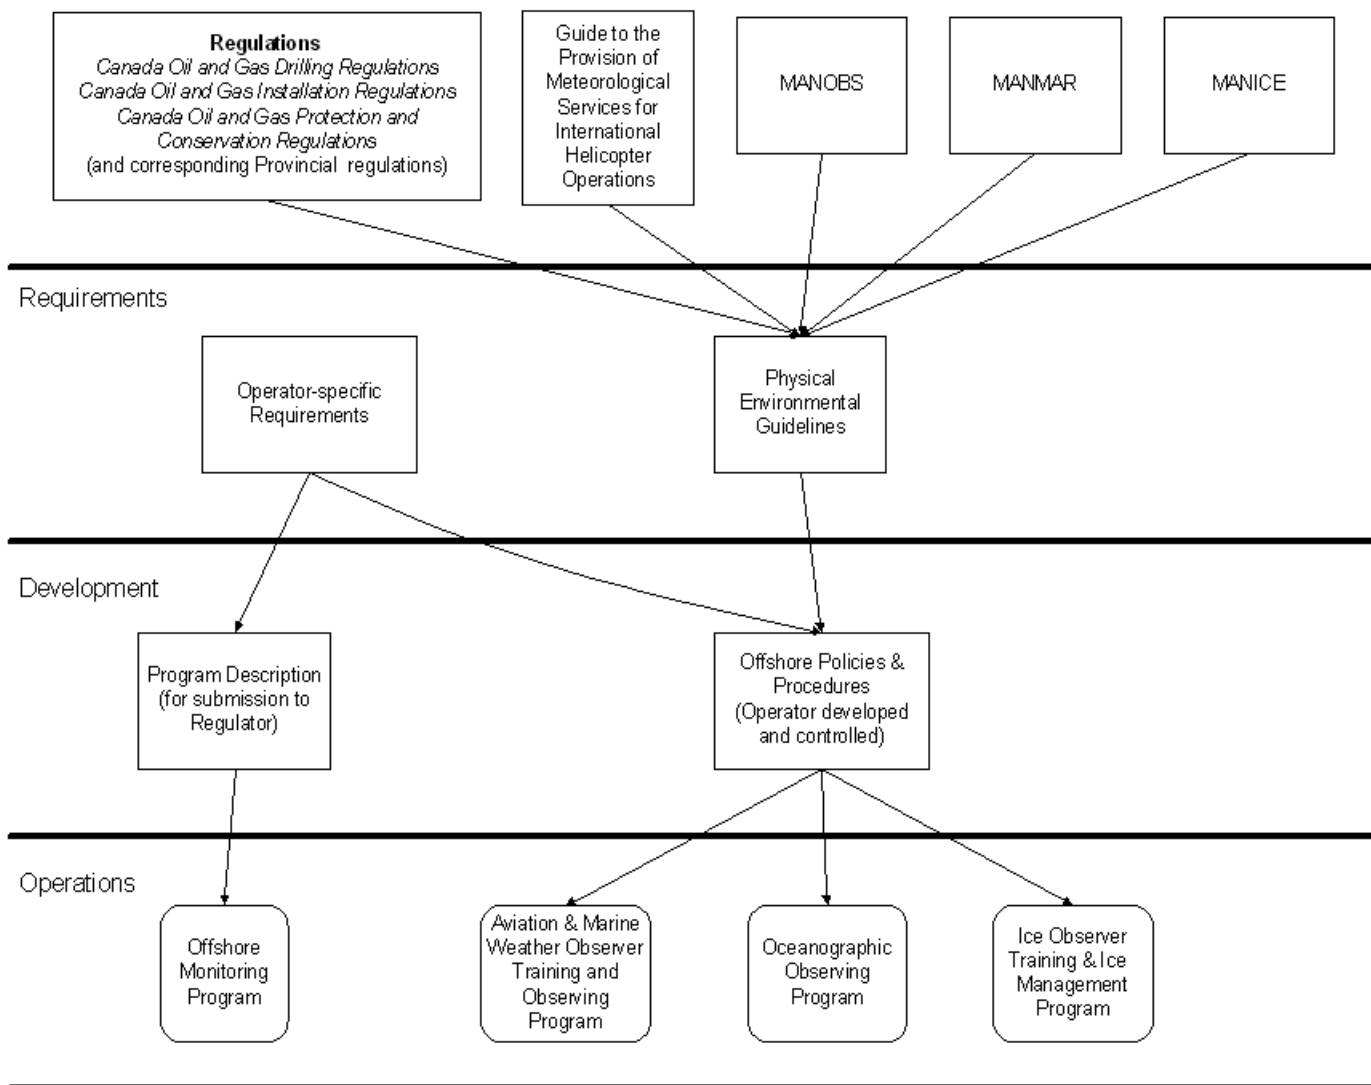 Regulations
Canada Oil and Gas Drilling Regulations
Canada Oil and Gas Installation Regulations
Canada Oil and Gas Protection and
Conservation Regulations
(and corresponding Provincial regulations)
Guide to the
Provision of
Meteorological
Services for
International
Helicopter
Operations
MANOBS
MANMAR
MANICE
Requirements
Operator-specific
Requirements
Physical
Environmental
Guidelines
Development
Program Description
(for submission to
Regulator)
Offshore Policies &
Procedures
(Operator developed
and controlled)
Operations
Offshore
Monitoring
Program
Aviation & Marine
Weather Observer
Training and
Observing
Program
Oceanographic
Observing
Program
Ice Observer
Training & Ice
Management
Program